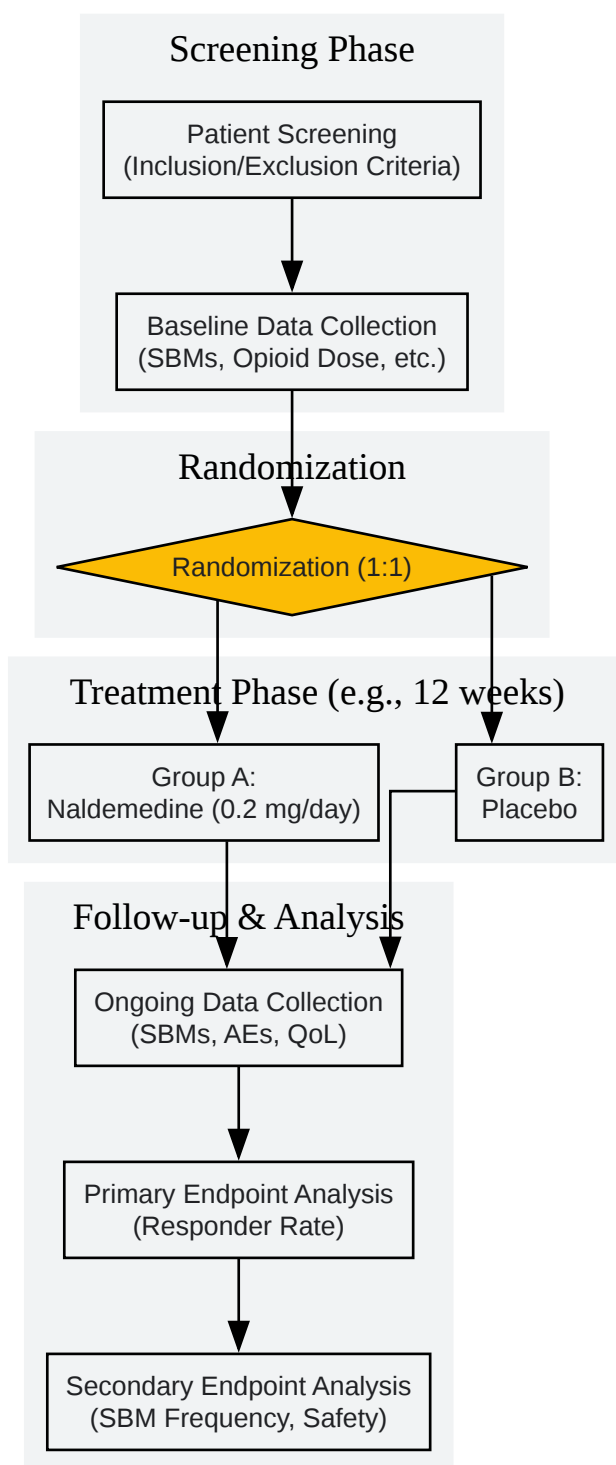 Screening Phase
Patient Screening
(Inclusion/Exclusion Criteria)
Baseline Data Collection
(SBMs, Opioid Dose, etc.)
Randomization
Randomization (1:1)
Treatment Phase (e.g., 12 weeks)
Group A:
Naldemedine (0.2 mg/day)
Group B:
Placebo
Follow-up & Analysis
Ongoing Data Collection
(SBMs, AEs, QoL)
Primary Endpoint Analysis
(Responder Rate)
Secondary Endpoint Analysis
(SBM Frequency, Safety)